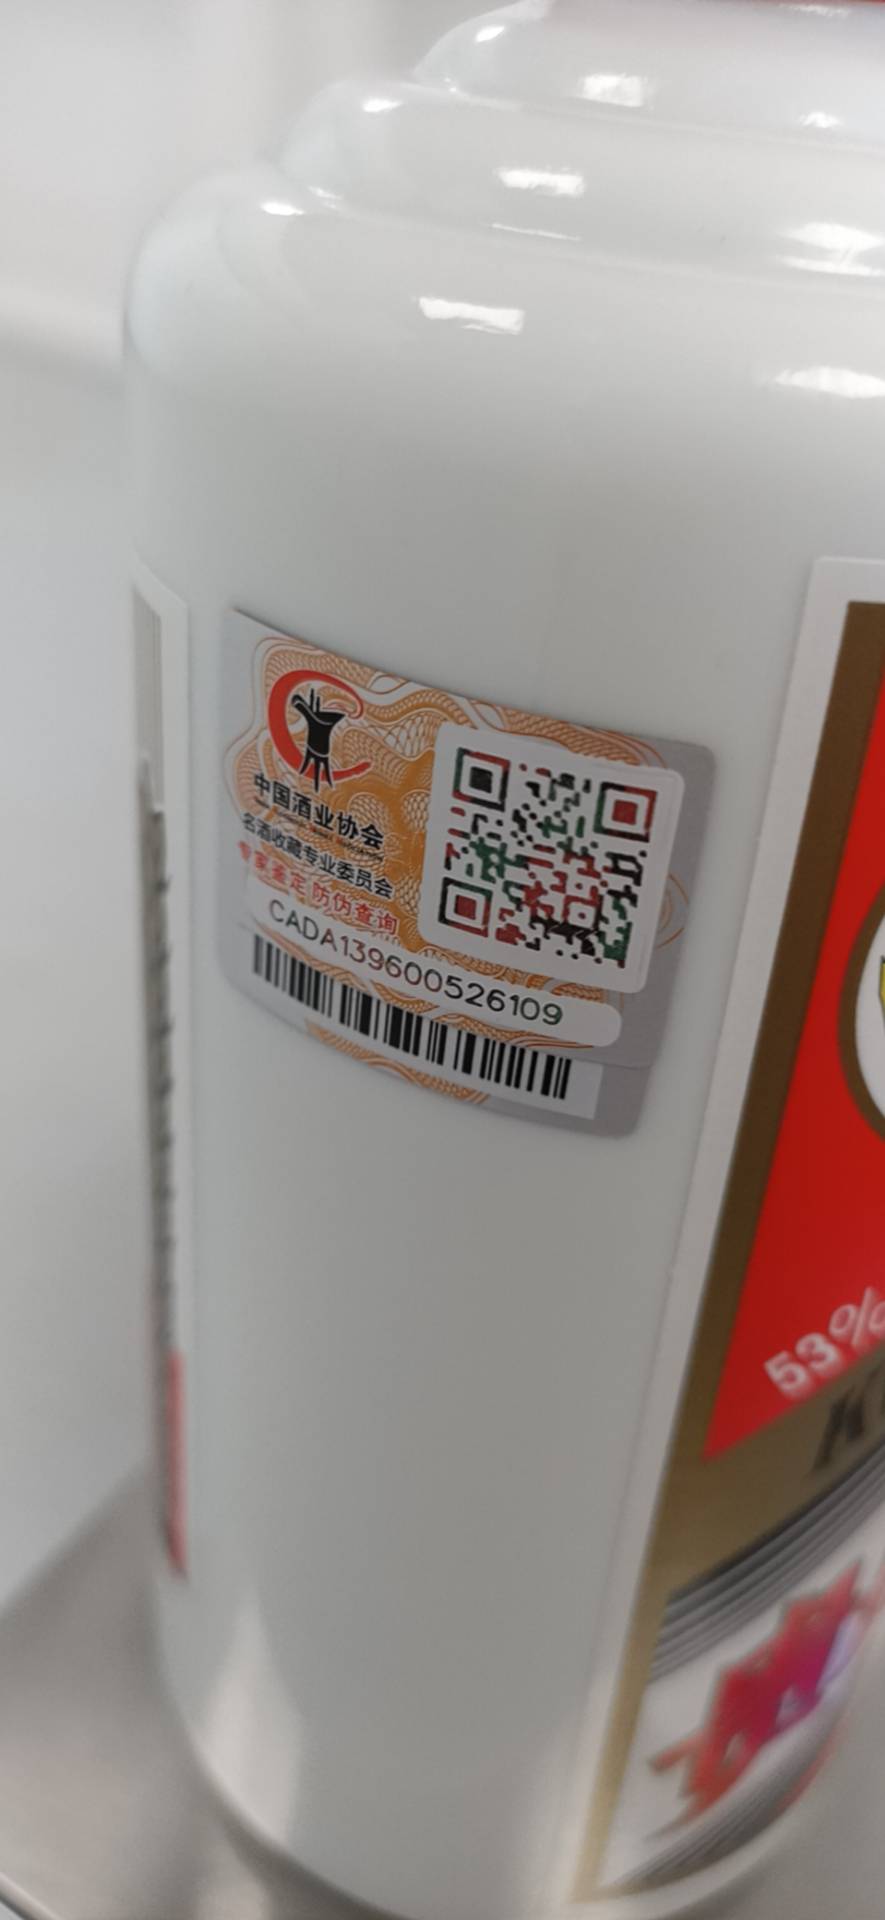 中国酒业协会
名酒收藏专业委员会
专家鉴定 防伪查询
CADA139600526109
53%